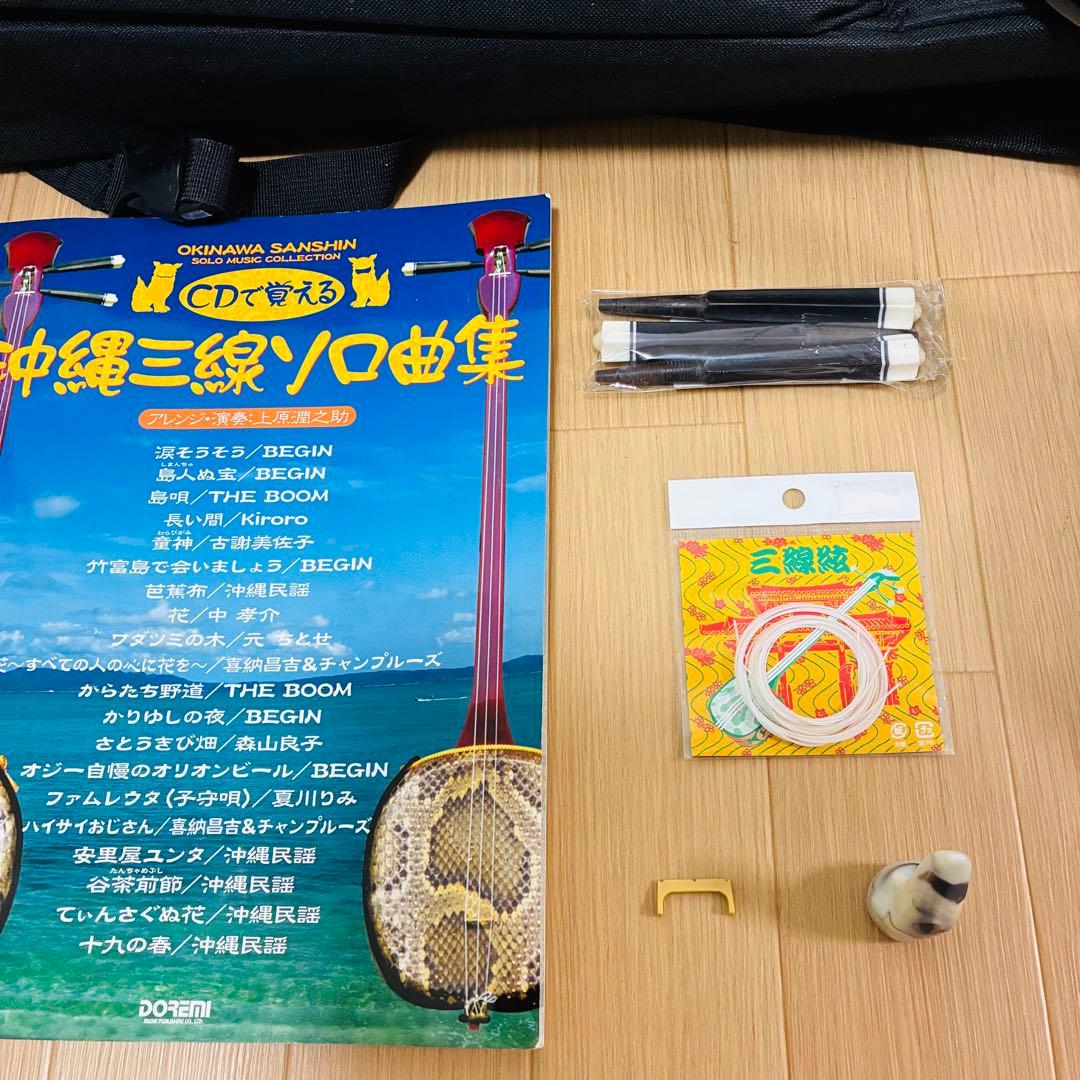 OKINAWA SANSHIN
SOLO MUSIC COLLECTION
CDで覚える
沖縄三線ソロ曲集
アレンジ・演奏:上原潤之助
涙そうそう/BEGIN
しまんちゅ
島人ぬ宝/BEGIN
島唄/THE BOOM
長い間/Kiroro
わらびがみ
童神/古謝美佐子
竹富島で会いましょう/BEGIN
芭蕉布/沖縄民謡
花/中 孝介
ワダツミの木/元 ちとせ
〜すべての人の心に花を〜/喜納昌吉&チャンプルーズ
からたち野道/THE BOOM
かりゆしの夜/BEGIN
さとうきび畑/森山良子
オジー自慢のオリオンビール/BEGIN
ファムレウタ(子守唄)/夏川りみ
ハイサイおじさん/喜納昌吉&チャンプルーズ
安里屋ユンタ/沖縄民謡
たんちゃめぶし
谷茶前節/沖縄民謡
てぃんさぐぬ花/沖縄民謡
十九の春/沖縄民謡
DOREMI
MUSIC PUBLISHING CO., LTD.
三線絃
紙
プラ